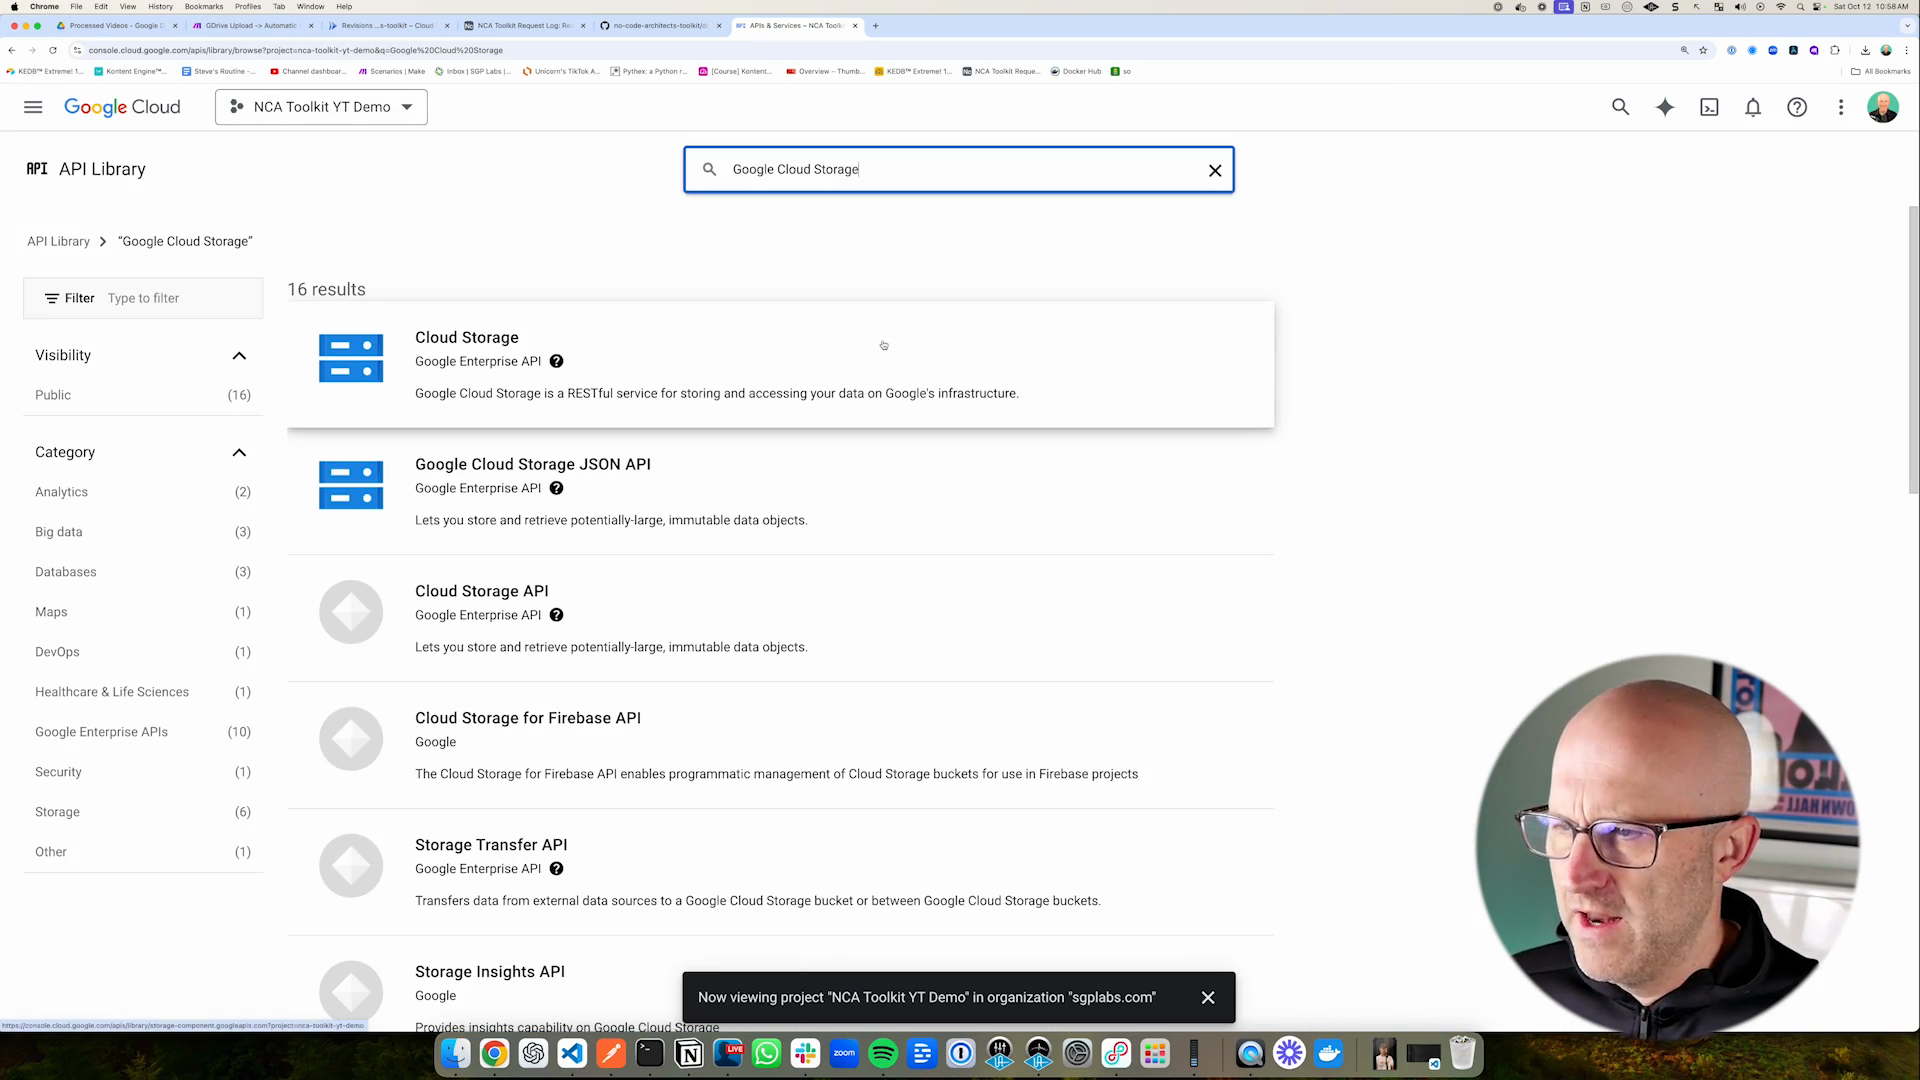 Chrome File Edit View History Bookmarks Profiles Tab Window Help
Sat Oct 12 10:58 AM
Processed Videos - Google D
GDrive Upload -> Automatic
Revisions ...s-toolkit – Cloud
NCA Toolkit Request Log: Re
no-code-architects-toolkit/d
APIs & Services – NCA Toolk
console.cloud.google.com/apis/library/browse?project=nca-toolkit-yt-demo&q=Google%20Cloud%20Storage
KEDB™ Extreme! 1...
Kontent Engine™...
Steve's Routine -...
Channel dashboar...
Scenarios | Make
Inbox | SGP Labs |...
Unicorn's TikTok A...
Pythex: a Python r...
[Course] Kontent...
Overview – Thumb...
KEDB™ Extreme! 1...
NCA Toolkit Reque...
Docker Hub
so
All Bookmarks
Google Cloud
NCA Toolkit YT Demo
API API Library
Google Cloud Storage
API Library > “Google Cloud Storage”
Filter Type to filter
Visibility
Public (16)
Category
Analytics (2)
Big data (3)
Databases (3)
Maps (1)
DevOps (1)
Healthcare & Life Sciences (1)
Google Enterprise APIs (10)
Security (1)
Storage (6)
Other (1)
16 results
Cloud Storage
Google Enterprise API
Google Cloud Storage is a RESTful service for storing and accessing your data on Google's infrastructure.
Google Cloud Storage JSON API
Google Enterprise API
Lets you store and retrieve potentially-large, immutable data objects.
Cloud Storage API
Google Enterprise API
Lets you store and retrieve potentially-large, immutable data objects.
Cloud Storage for Firebase API
Google
The Cloud Storage for Firebase API enables programmatic management of Cloud Storage buckets for use in Firebase projects
Storage Transfer API
Google Enterprise API
Transfers data from external data sources to a Google Cloud Storage bucket or between Google Cloud Storage buckets.
Storage Insights API
Google
Provides insights capability on Google Cloud Storage
Now viewing project "NCA Toolkit YT Demo" in organization "sgplabs.com"
https://console.cloud.google.com/apis/library/storage-component.googleapis.com?project=nca-toolkit-yt-demo
LIVE
zoom